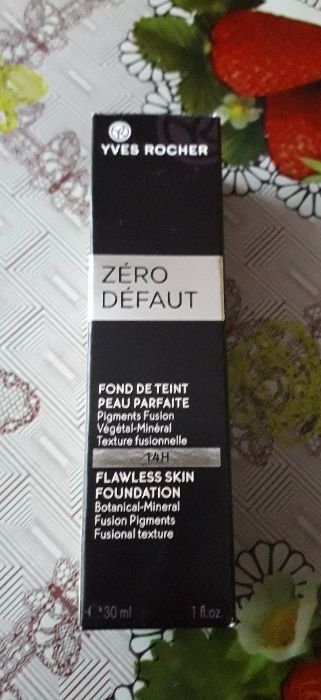 YR
YVES ROCHER
ZÉRO
DÉFAUT
FOND DE TEINT
PEAU PARFAITE
Pigments Fusion
Végétal-Minéral
Texture fusionnelle
14H
FLAWLESS SKIN
FOUNDATION
Botanical-Mineral
Fusion Pigments
Fusional texture
℮30 ml 1 fl.oz.